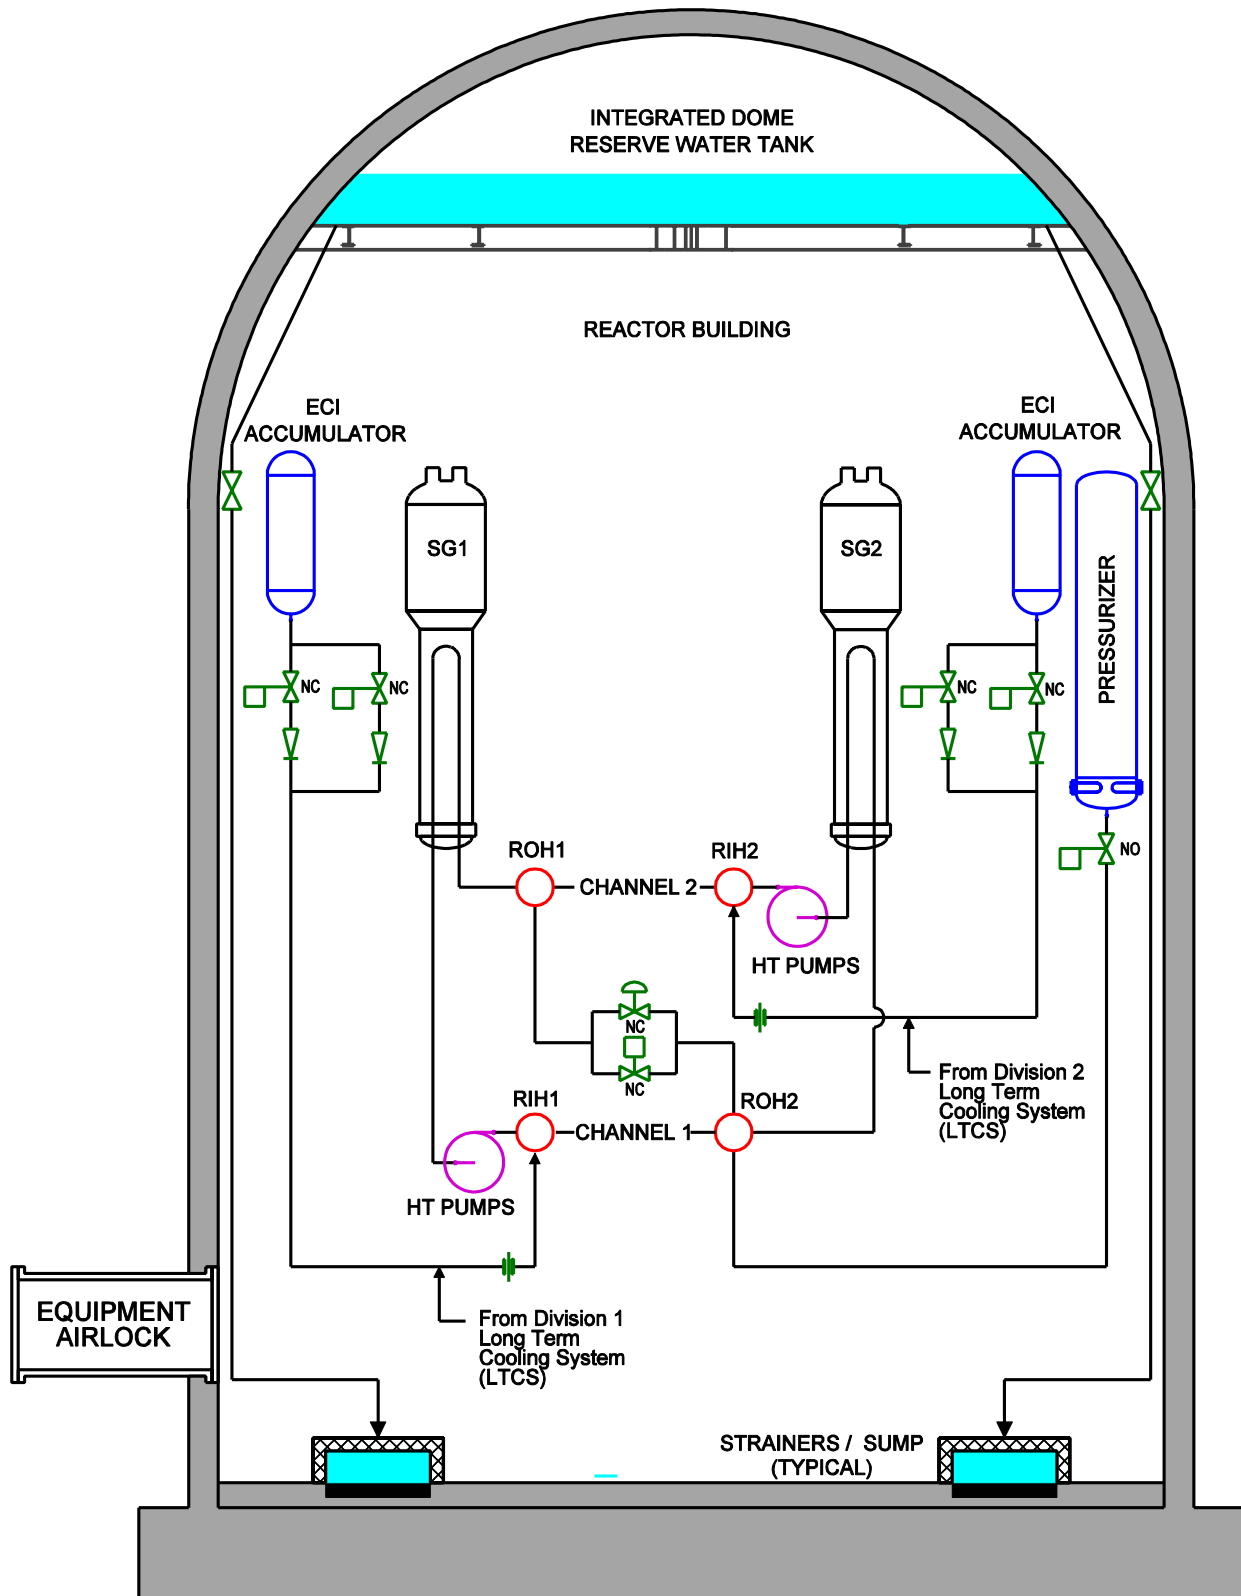 INTEGRATED DOME
RESERVE WATER TANK
REACTOR BUILDING
ECI
ACCUMULATOR
ECI
ACCUMULATOR
SG1
SG2
PRESSURIZER
NC
NC
NC
NC
NO
ROH1
RIH2
CHANNEL 2
HT PUMPS
NC
NC
From Division 2
Long Term
Cooling System
(LTCS)
RIH1
ROH2
CHANNEL 1
HT PUMPS
EQUIPMENT
AIRLOCK
From Division 1
Long Term
Cooling System
(LTCS)
STRAINERS / SUMP
(TYPICAL)